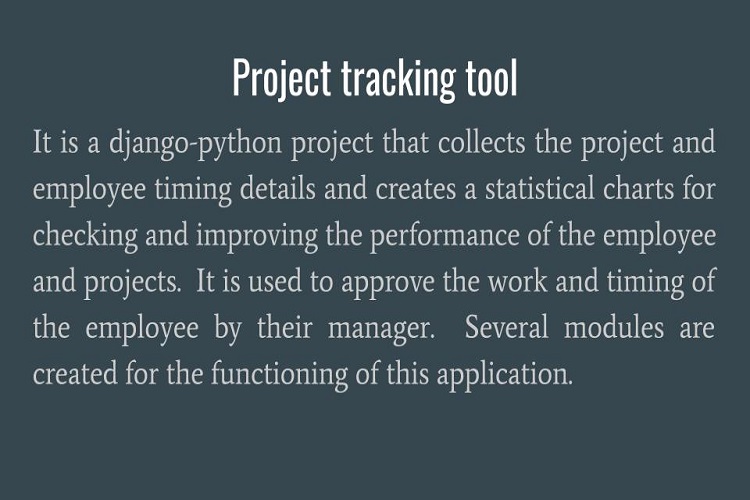 Project tracking tool
It is a django-python project that collects the project and
employee timing details and creates a statistical charts for
checking and improving the performance of the employee
and projects.  It is used to approve the work and timing of
the employee by their manager.  Several modules are
created for the functioning of this application.